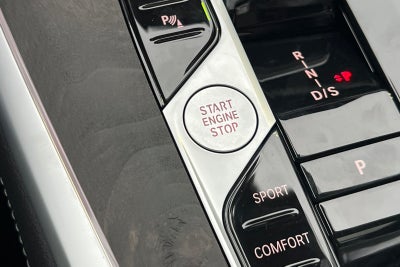 P
START
ENGINE
STOP
R
N
D/S
P
SPORT
COMFORT